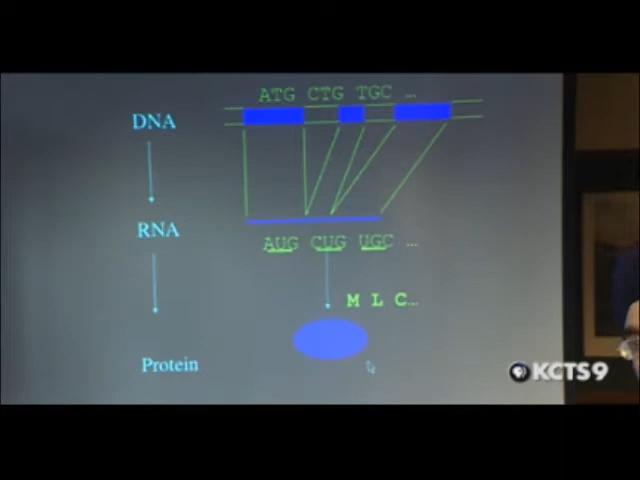 ATG CTG TGC ...
DNA
RNA
AUG CUG UGC ...
M L C...
Protein
KCTS9